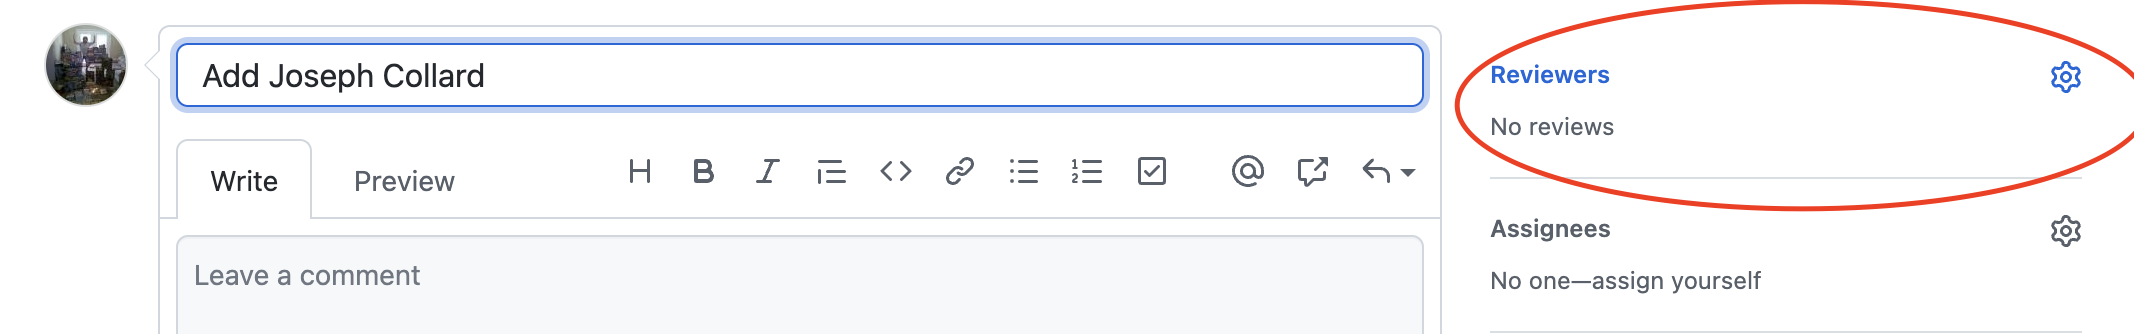 Add Joseph Collard
Write
Preview
Leave a comment
Reviewers
No reviews
Assignees
No one—assign yourself